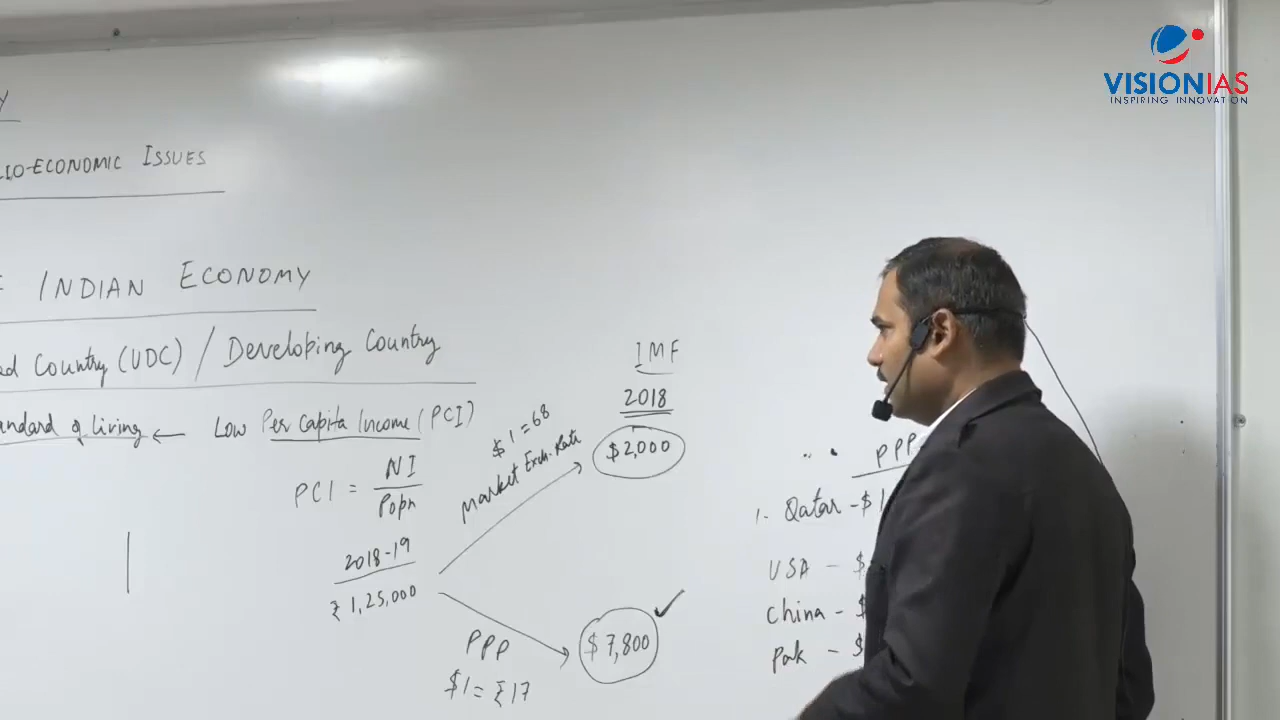 VISIONIAS
INSPIRING INNOVATION
Y
CIO-ECONOMIC ISSUES
INDIAN ECONOMY
ed Country (UDC) / Developing Country
andard of living ← Low Per Capita Income (PCI)
PCI = NI
Popn
2018-19
₹ 1,25,000
$1 = 68
Market Exch. Rate
IMF
2018
$2,000
PPP
$1 = ₹17
$7,800
PPP
1. Qatar - $1
USA - $
China - $
Pak - $